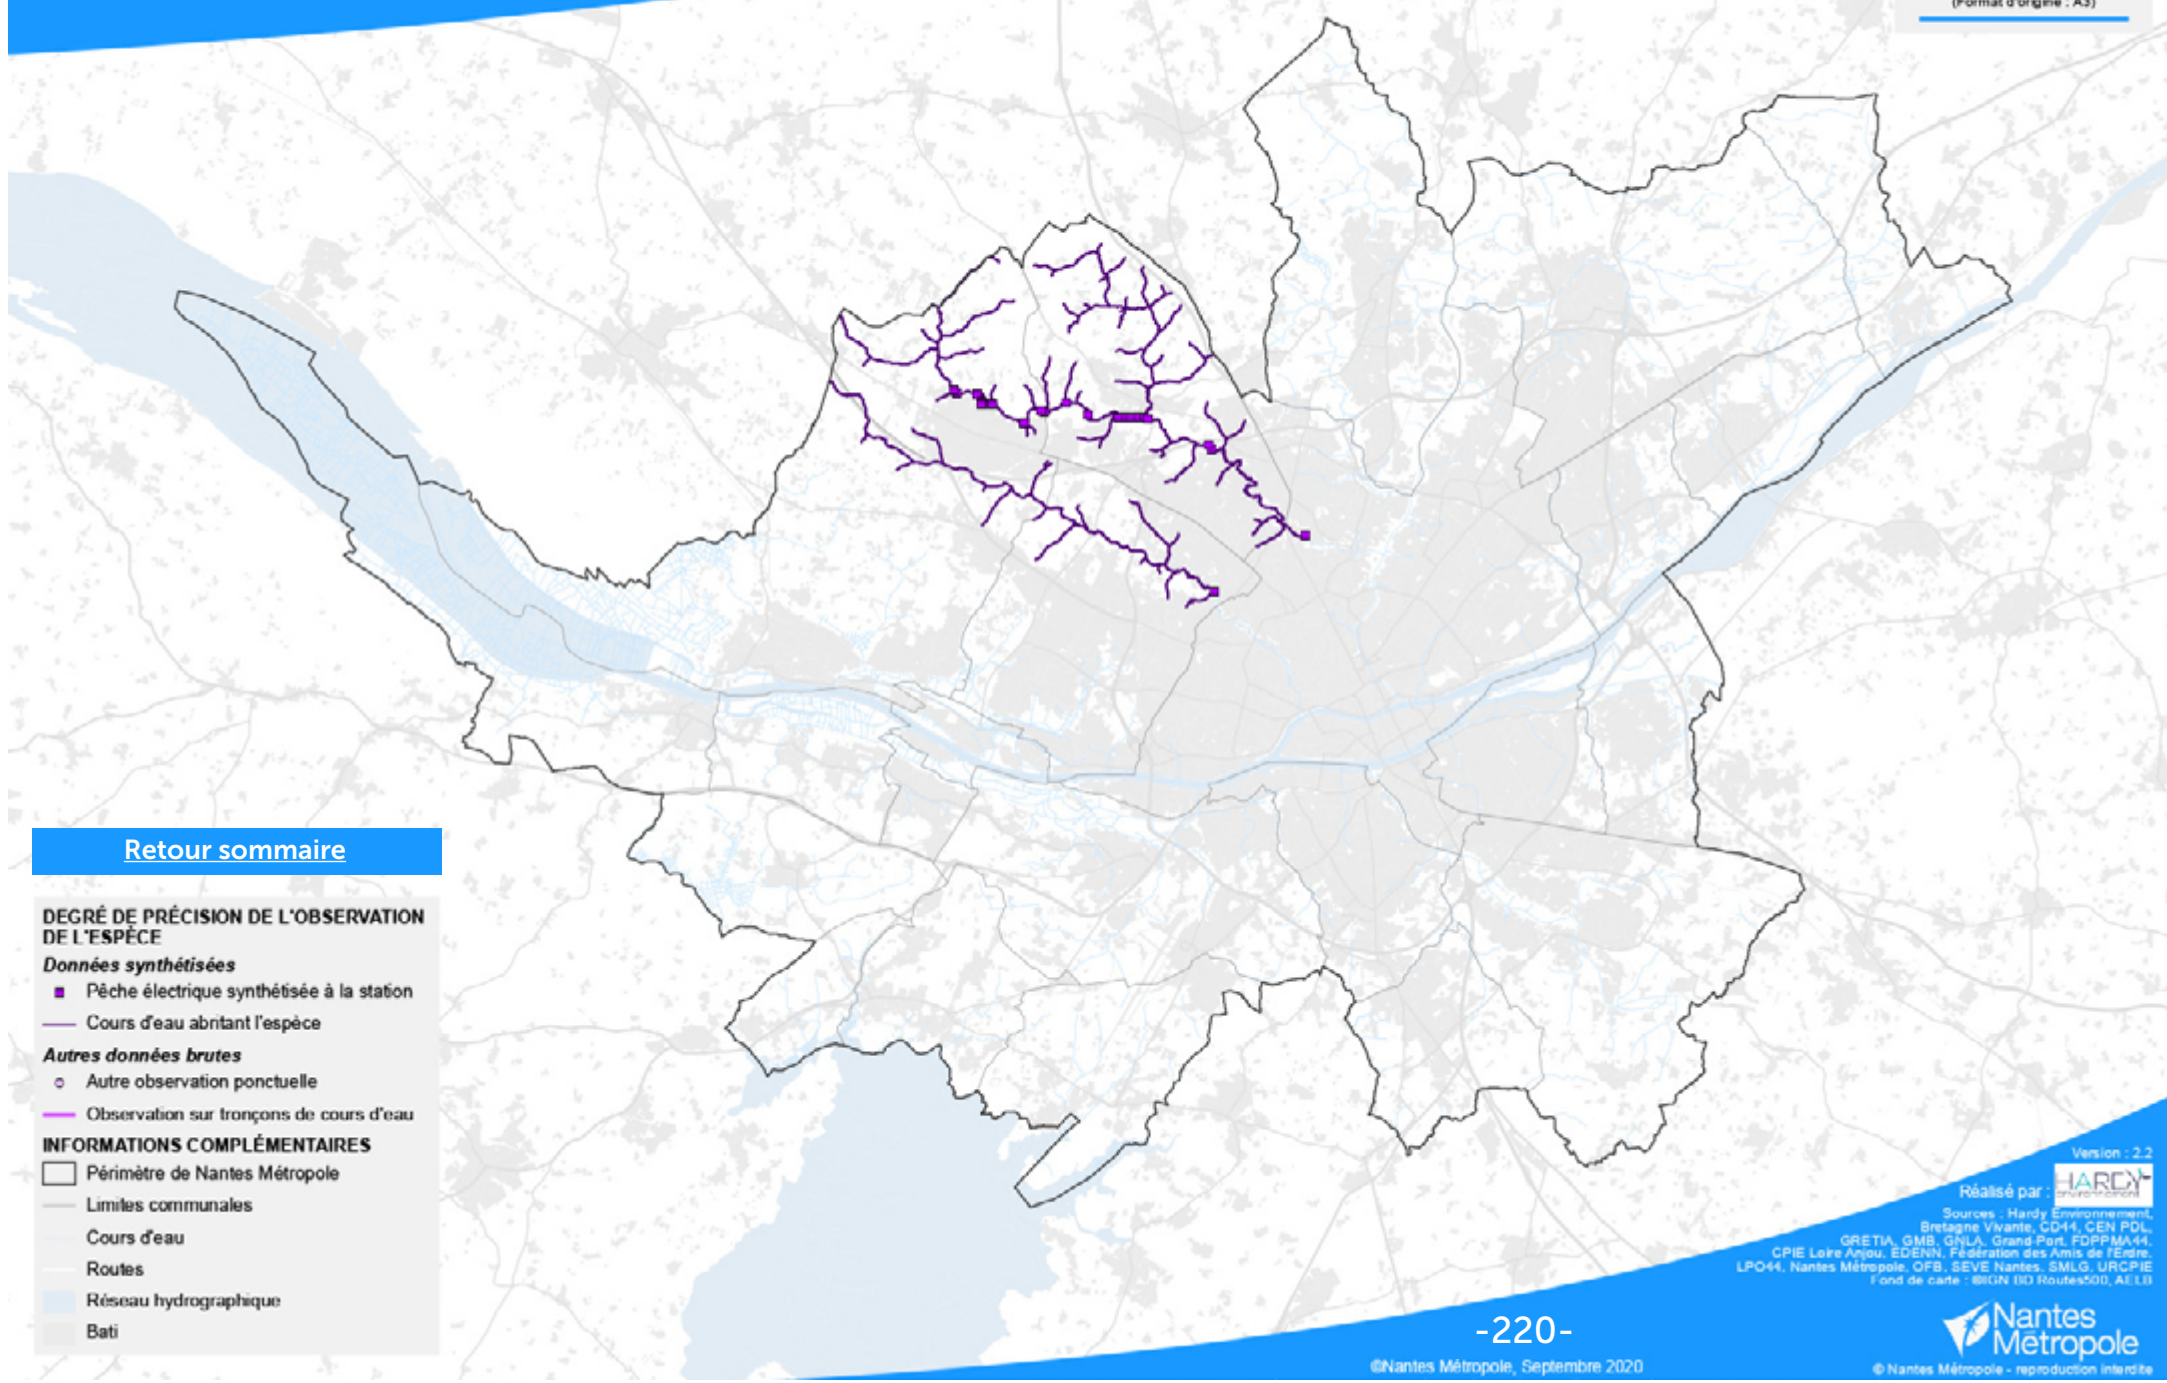 (Format d'origine : A3)
Retour sommaire
DEGRÉ DE PRÉCISION DE L'OBSERVATION
DE L'ESPÈCE
Données synthétisées
Pêche électrique synthétisée à la station
Cours d'eau abritant l'espèce
Autres données brutes
Autre observation ponctuelle
Observation sur tronçons de cours d'eau
INFORMATIONS COMPLÉMENTAIRES
Périmètre de Nantes Métropole
Limites communales
Cours d'eau
Routes
Réseau hydrographique
Bati
Version : 2.2
Réalisé par :
HARDY
environnement
Sources : Hardy Environnement,
Bretagne Vivante, CD44, CEN PDL,
GRETIA, GMB, GNLA, Grand-Port, FDPPMA44,
CPIE Loire Anjou, EDENN, Fédération des Amis de l'Erdre,
LPO44, Nantes Métropole, OFB, SEVE Nantes, SMLG, URCPIE
Fond de carte : ©IGN BD Routes500, AELB
-220-
©Nantes Métropole, Septembre 2020
Nantes
Métropole
© Nantes Métropole - reproduction interdite